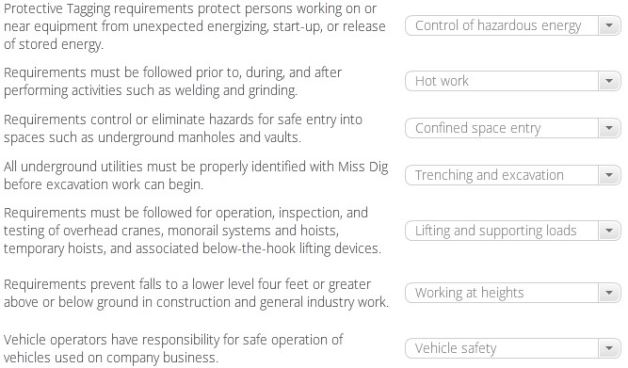 Protective Tagging requirements protect persons working on or
near equipment from unexpected energizing, start-up, or release
of stored energy.
Control of hazardous energy
Requirements must be followed prior to, during, and after
performing activities such as welding and grinding.
Hot work
Requirements control or eliminate hazards for safe entry into
spaces such as underground manholes and vaults.
Confined space entry
All underground utilities must be properly identified with Miss Dig
before excavation work can begin.
Trenching and excavation
Requirements must be followed for operation, inspection, and
testing of overhead cranes, monorail systems and hoists,
temporary hoists, and associated below-the-hook lifting devices.
Lifting and supporting loads
Requirements prevent falls to a lower level four feet or greater
above or below ground in construction and general industry work.
Working at heights
Vehicle operators have responsibility for safe operation of
vehicles used on company business.
Vehicle safety